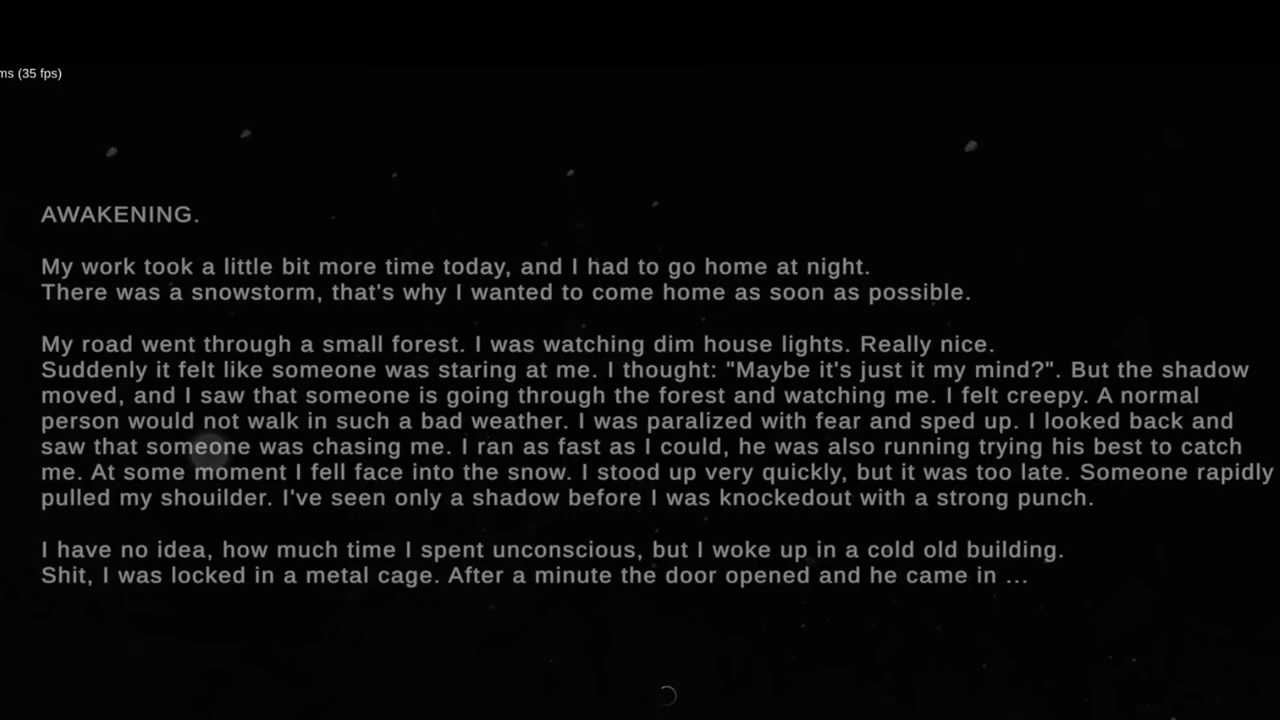 ms (35 fps)
AWAKENING.
My work took a little bit more time today, and I had to go home at night.
There was a snowstorm, that's why I wanted to come home as soon as possible.
My road went through a small forest. I was watching dim house lights. Really nice.
Suddenly it felt like someone was staring at me. I thought: "Maybe it's just it my mind?". But the shadow
moved, and I saw that someone is going through the forest and watching me. I felt creepy. A normal
person would not walk in such a bad weather. I was paralized with fear and sped up. I looked back and
saw that someone was chasing me. I ran as fast as I could, he was also running trying his best to catch
me. At some moment I fell face into the snow. I stood up very quickly, but it was too late. Someone rapidly
pulled my shouilder. I've seen only a shadow before I was knockedout with a strong punch.
I have no idea, how much time I spent unconscious, but I woke up in a cold old building.
Shit, I was locked in a metal cage. After a minute the door opened and he came in ...